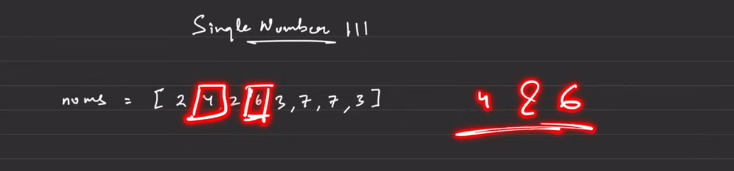 Single Number III
nums = [ 2 4 2 6 3, 7, 7, 3 ] 4 & 6